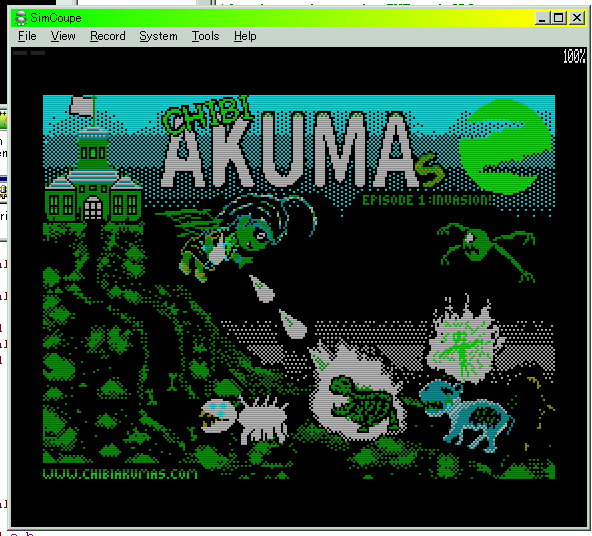 SimCoupe
File View Record System Tools Help
100%
CHIBI
AKUMAS
EPISODE 1:INVASION!
WWW.CHIBIAKUMAS.COM